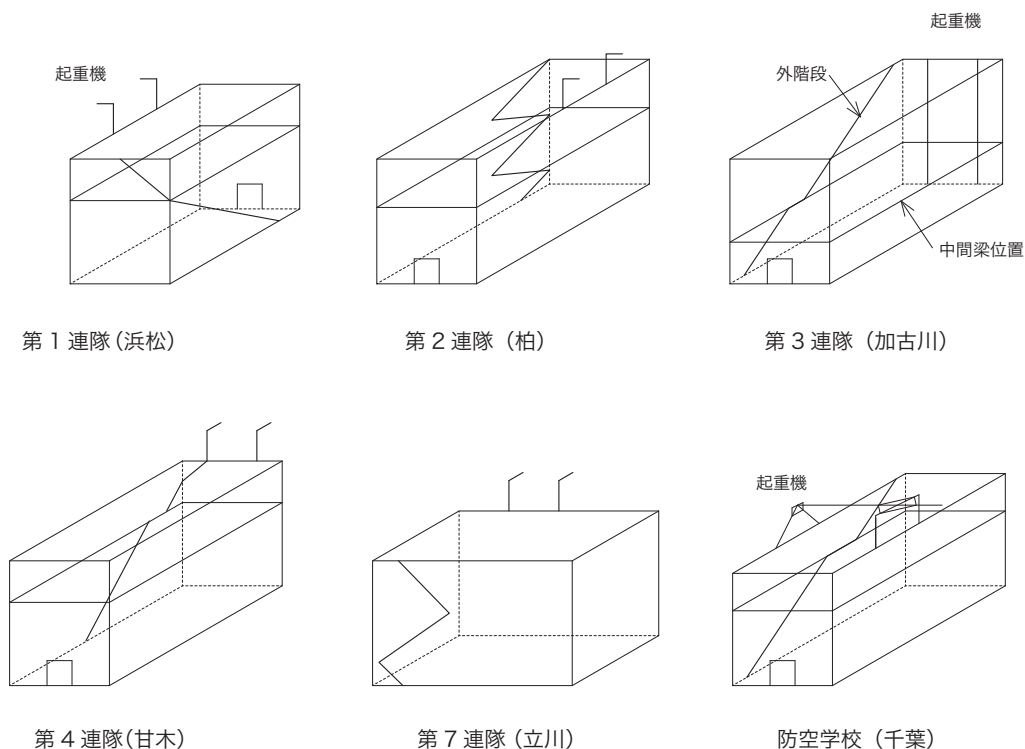 起重機
起重機
外階段
中間梁位置
第 1 連隊（浜松）
第 2 連隊（柏）
第 3 連隊（加古川）
起重機
第 4 連隊（甘木）
第 7 連隊（立川）
防空学校（千葉）